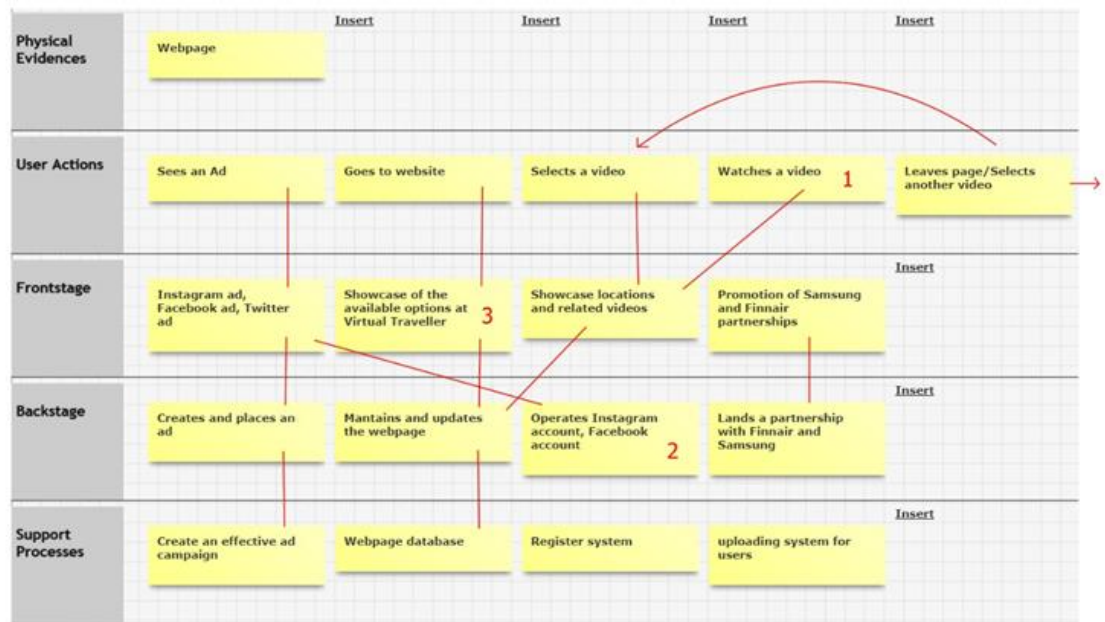 Insert
Insert
Insert
Insert
Physical
Evidences
Webpage
User Actions
Sees an Ad
Goes to website
Selects a video
Watches a video
1
Leaves page/Selects
another video
Frontstage
Instagram ad,
Facebook ad, Twitter
ad
Showcase of the
available options at
Virtual Traveller
3
Showcase locations
and related videos
Promotion of Samsung
and Finnair
partnerships
Insert
Backstage
Creates and places an
ad
Mantains and updates
the webpage
Operates Instagram
account, Facebook
account
2
Lands a partnership
with Finnair and
Samsung
Insert
Support
Processes
Create an effective ad
campaign
Webpage database
Register system
uploading system for
users
Insert